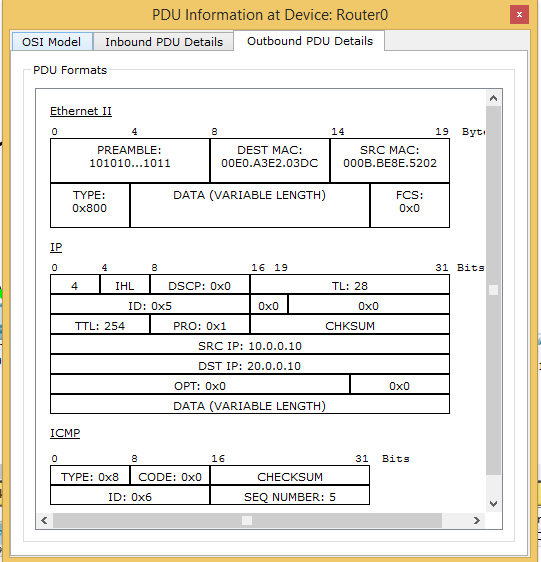 PDU Information at Device: Router0
x
OSI Model Inbound PDU Details Outbound PDU Details
PDU Formats
Ethernet II
0 4 8 14 19 Byte
PREAMBLE: DEST MAC: SRC MAC:
101010...1011 00E0.A3E2.03DC 000B.BE8E.5202
TYPE: DATA (VARIABLE LENGTH) FCS:
0x800 0x0
IP
0 4 8 16 19 31 Bits
4 IHL DSCP: 0x0 TL: 28
ID: 0x5 0x0 0x0
TTL: 254 PRO: 0x1 CHKSUM
SRC IP: 10.0.0.10
DST IP: 20.0.0.10
OPT: 0x0 0x0
DATA (VARIABLE LENGTH)
ICMP
0 8 16 31 Bits
TYPE: 0x8 CODE: 0x0 CHECKSUM
ID: 0x6 SEQ NUMBER: 5